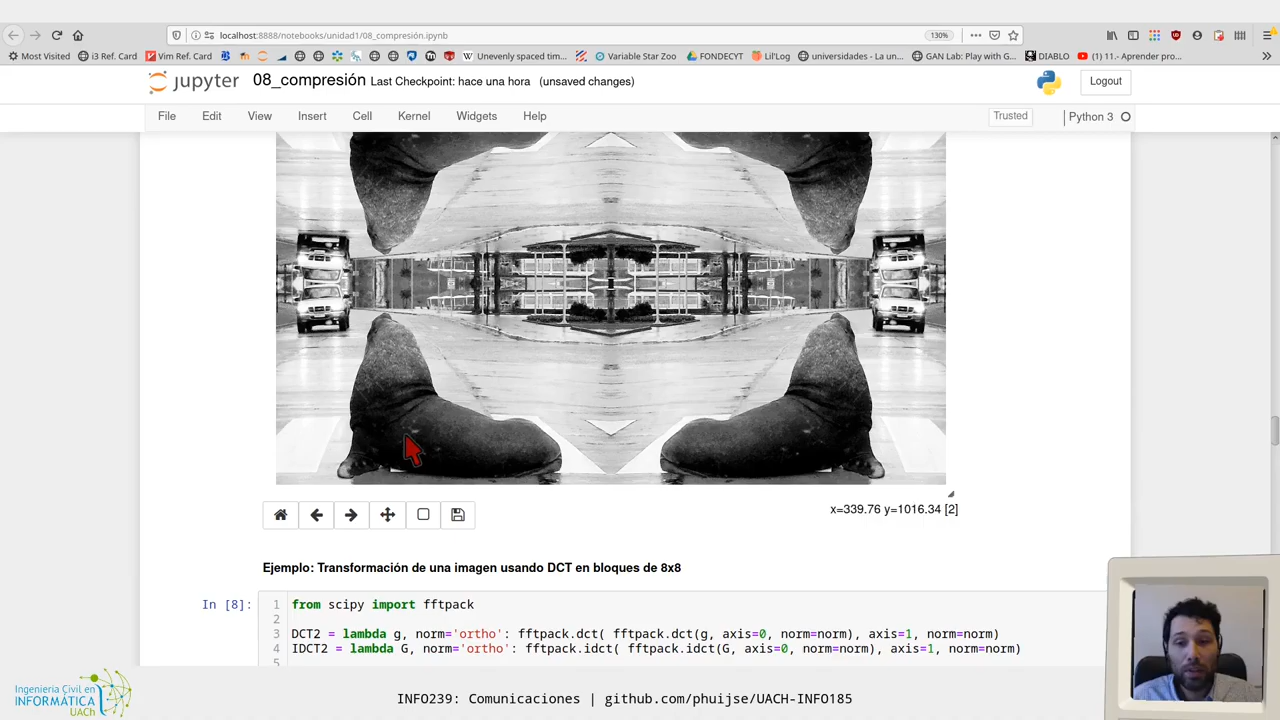 localhost:8888/notebooks/unidad1/08_compresión.ipynb
130%
Most Visited i3 Ref. Card Vim Ref. Card Unevenly spaced tim... Variable Star Zoo FONDECYT Lil'Log universidades - La un... GAN Lab: Play with G... DIABLO (1) 11.- Aprender pro...
jupyter 08_compresión Last Checkpoint: hace una hora (unsaved changes) Logout
File Edit View Insert Cell Kernel Widgets Help Trusted Python 3
x=339.76 y=1016.34 [2]
Ejemplo: Transformación de una imagen usando DCT en bloques de 8x8
In [8]: 1 from scipy import fftpack
2
3 DCT2 = lambda g, norm='ortho': fftpack.dct( fftpack.dct(g, axis=0, norm=norm), axis=1, norm=norm)
4 IDCT2 = lambda G, norm='ortho': fftpack.idct( fftpack.idct(G, axis=0, norm=norm), axis=1, norm=norm)
5
Ingeniería Civil en
INFORMÁTICA
UACh
INFO239: Comunicaciones | github.com/phuijse/UACH-INFO185